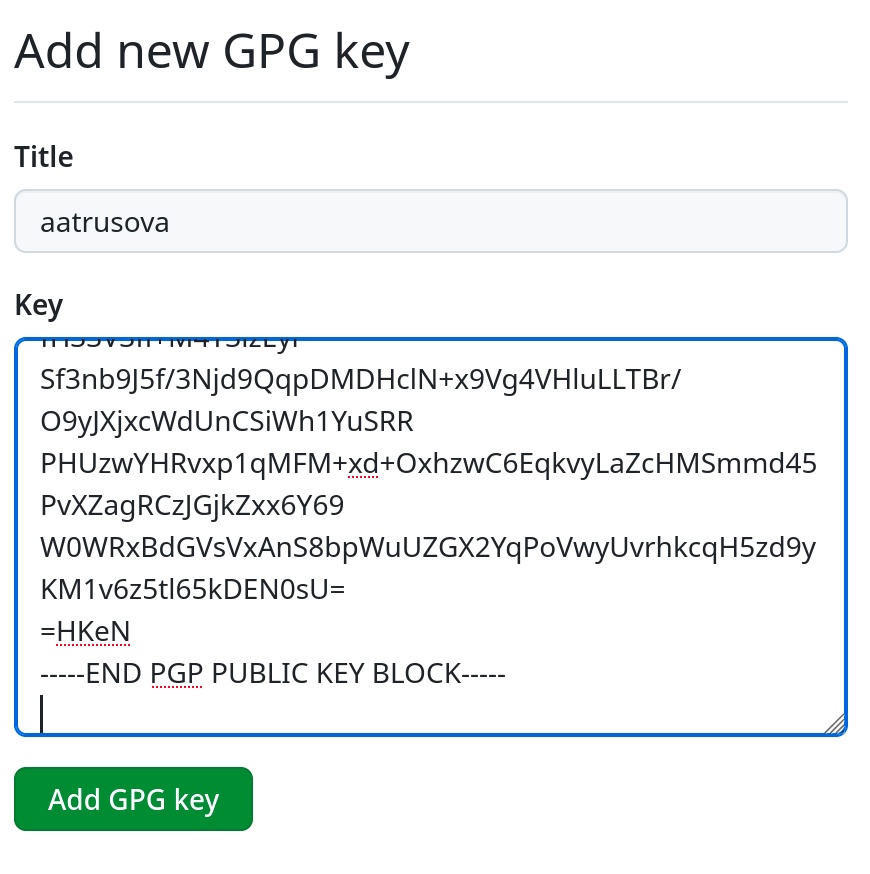 Add new GPG key
Title
aatrusova
Key
Sf3nb9J5f/3Njd9QqpDMDHclN+x9Vg4VHluLLTBr/
O9yJXjxcWdUnCSiWh1YuSRR
PHUzwYHRvxp1qMFM+xd+OxhzwC6EqkvyLaZcHMSmmd45
PvXZagRCzJGjkZxx6Y69
W0WRxBdGVsVxAnS8bpWuUZGX2YqPoVwyUvrhkcqH5zd9y
KM1v6z5tl65kDEN0sU=
=HKeN
-----END PGP PUBLIC KEY BLOCK-----
Add GPG key